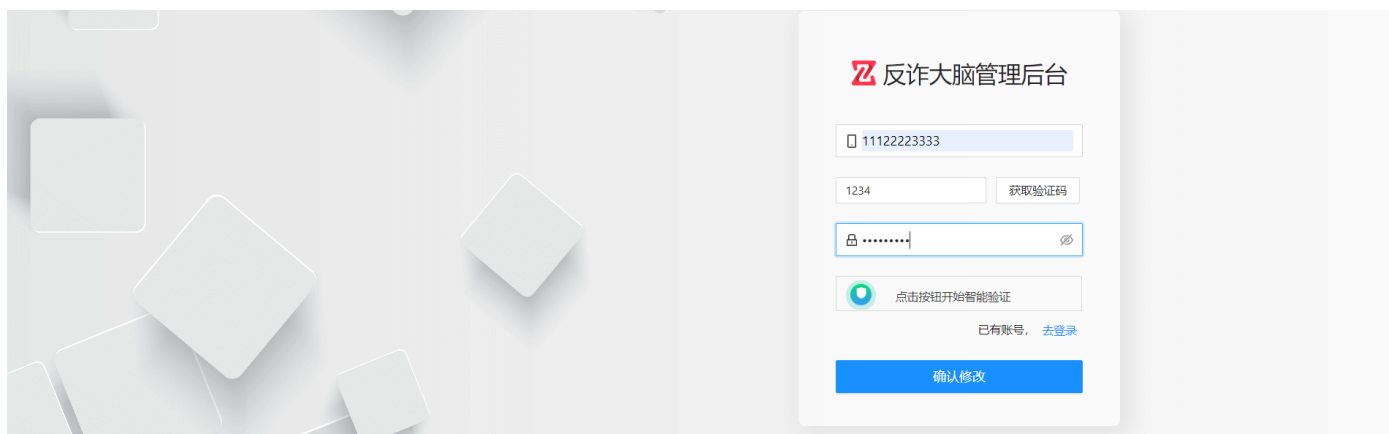 反诈大脑管理后台
11122223333
1234 获取验证码
•••••••••
点击按钮开始智能验证
已有账号， 去登录
确认修改